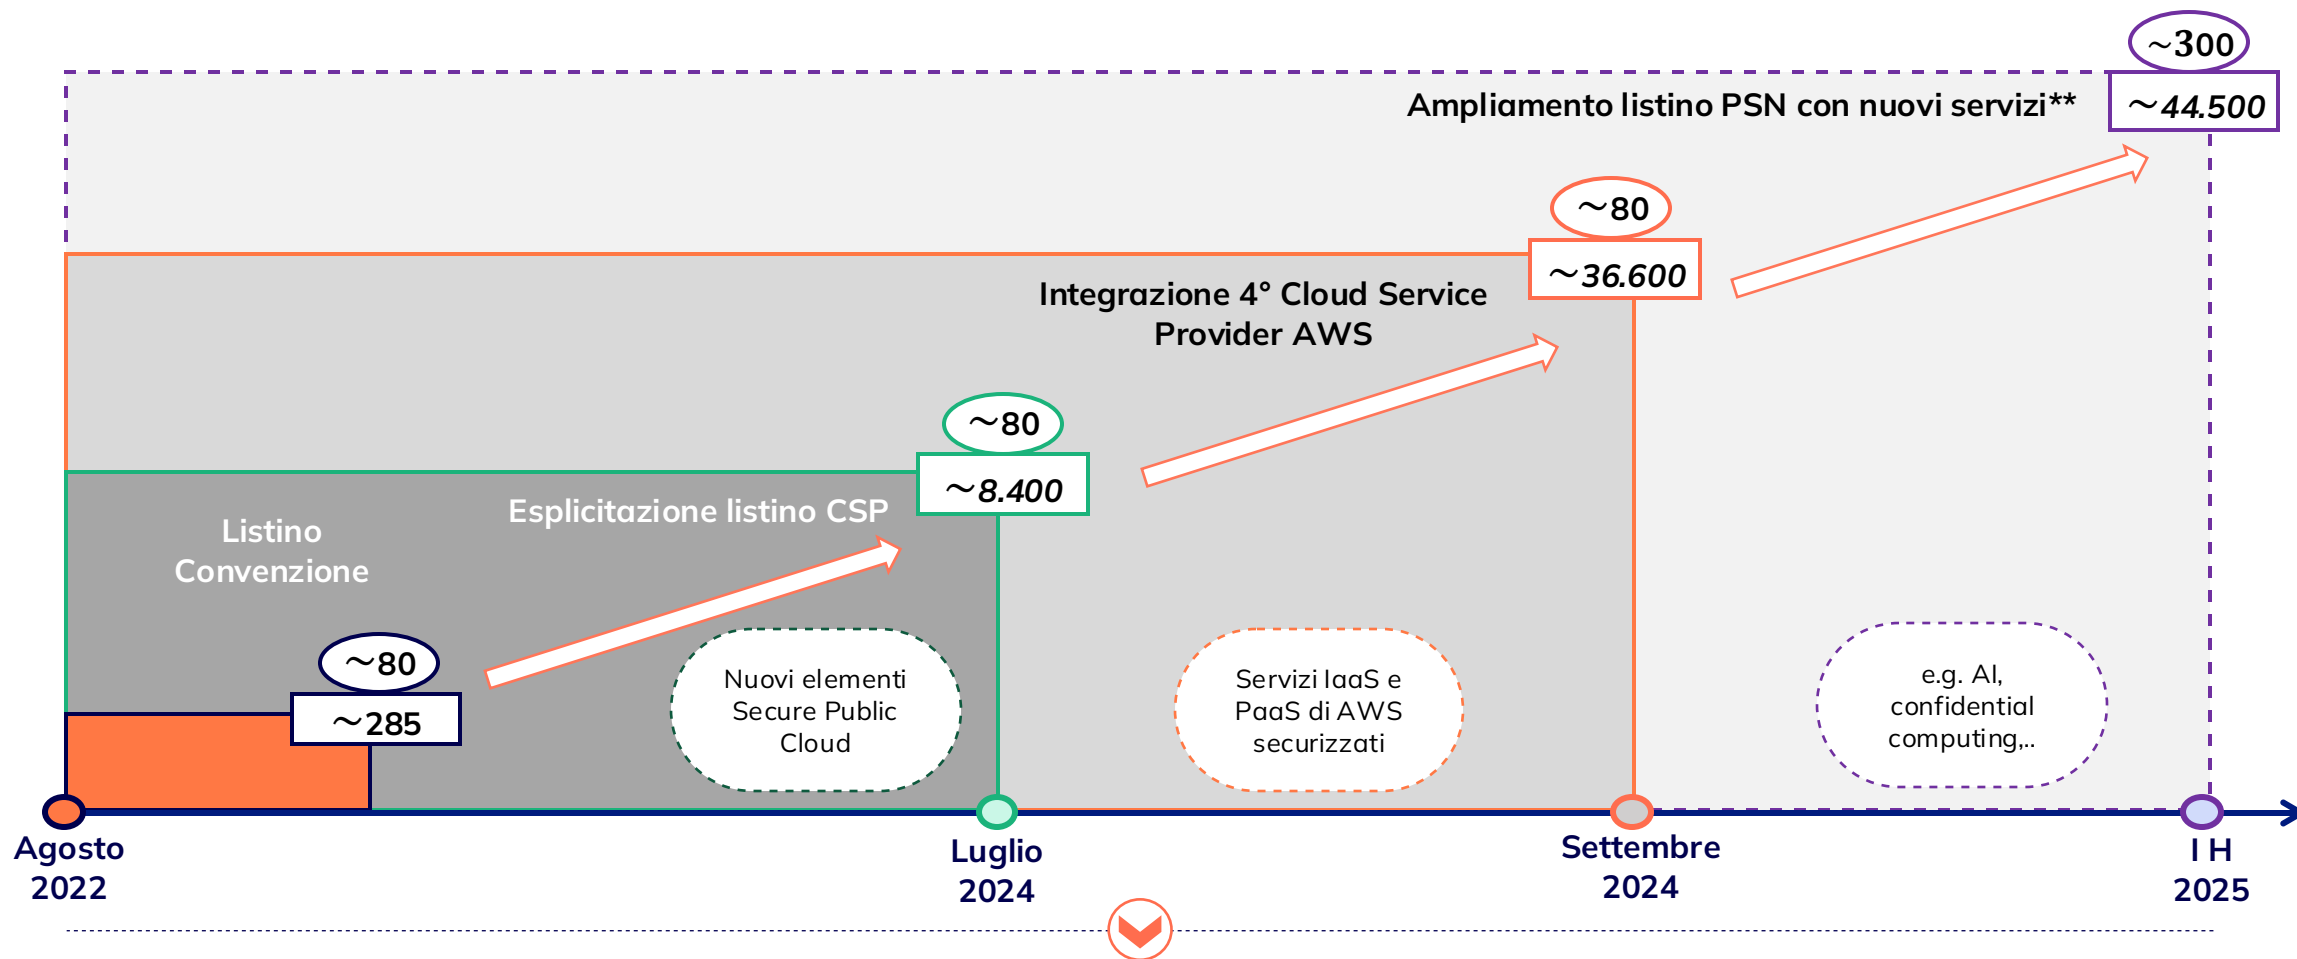 ~300
Ampliamento listino PSN con nuovi servizi**
~44.500
~80
~36.600
Integrazione 4° Cloud Service
Provider AWS
~80
~8.400
Esplicitazione listino CSP
Listino
Convenzione
~80
~285
Nuovi elementi
Secure Public
Cloud
Servizi IaaS e
PaaS di AWS
securizzati
e.g. AI,
confidential
computing,..
Agosto
2022
Luglio
2024
Settembre
2024
I H
2025